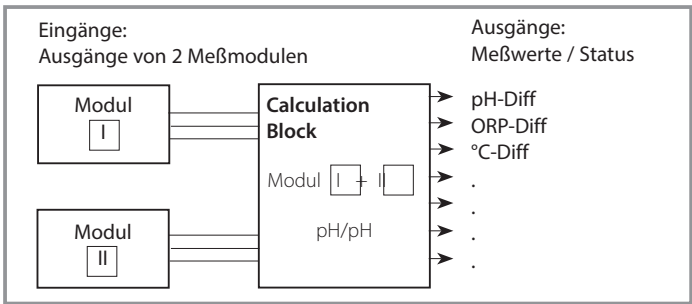 Eingänge:
Ausgänge von 2 Meßmodulen
Ausgänge:
Meßwerte / Status
Modul
I
Modul
II
Calculation
Block
Modul I + II
pH/pH
pH-Diff
ORP-Diff
°C-Diff
.
.
.
.